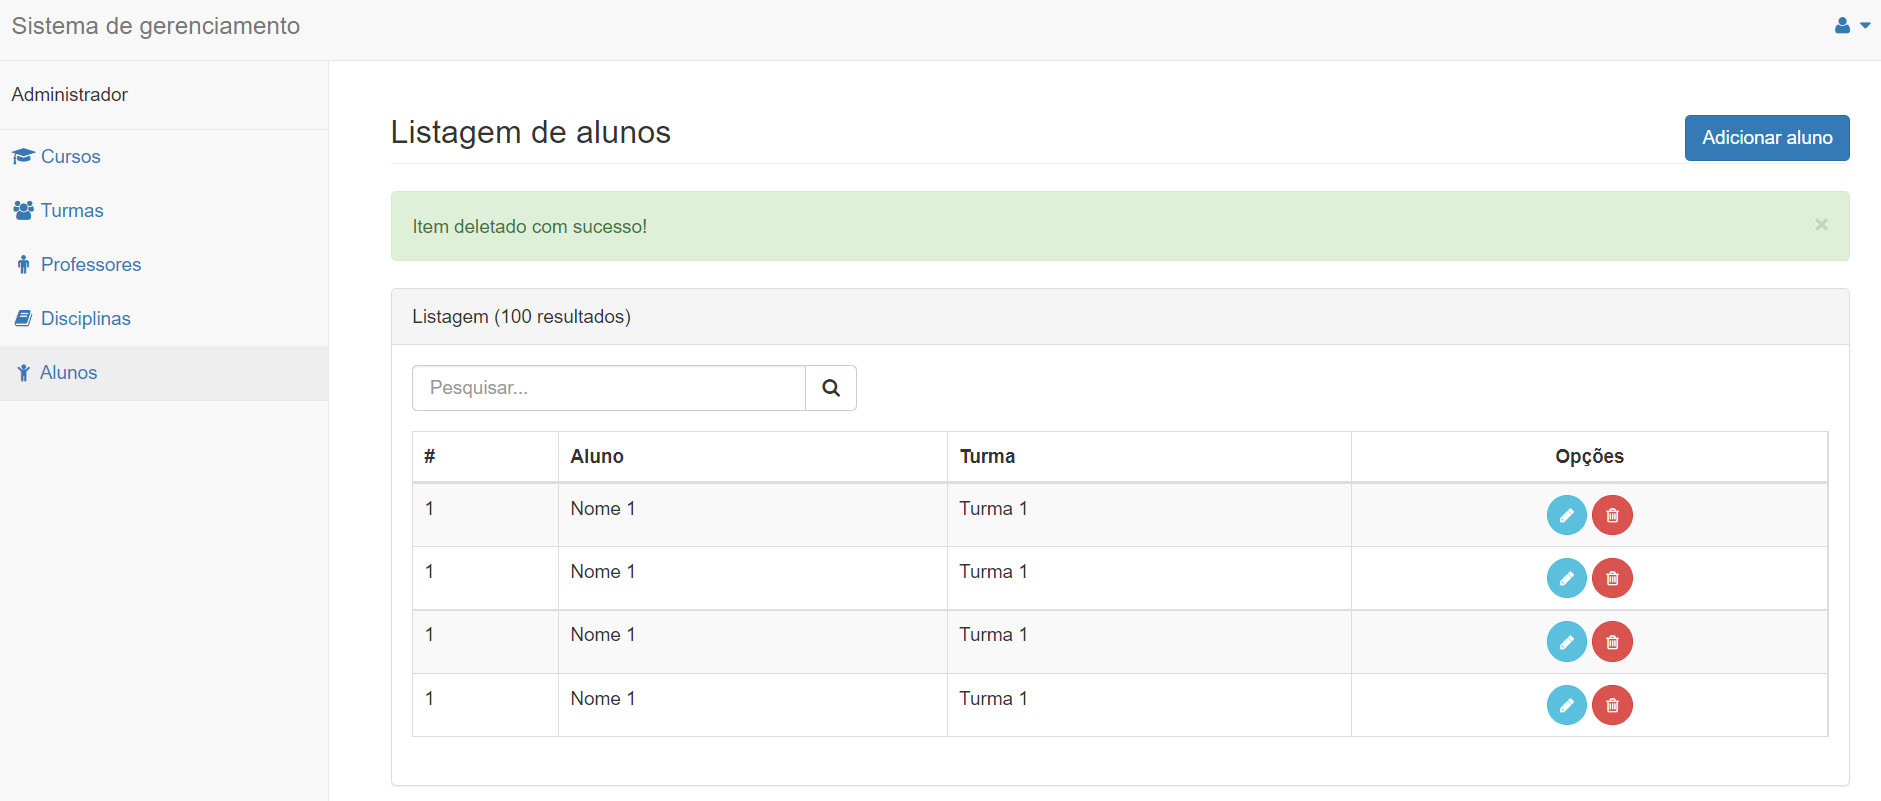 Sistema de gerenciamento
Administrador
Cursos
Turmas
Professores
Disciplinas
Alunos
Listagem de alunos
Adicionar aluno
Item deletado com sucesso!
×
Listagem (100 resultados)
Pesquisar...
# Aluno Turma Opções
1 Nome 1 Turma 1
1 Nome 1 Turma 1
1 Nome 1 Turma 1
1 Nome 1 Turma 1